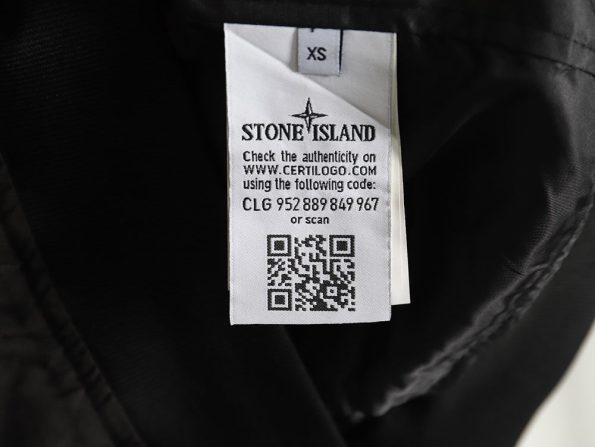 XS
STONE ISLAND
Check the authenticity on
WWW.CERTILOGO.COM
using the following code:
CLG 952 889 849 967
or scan